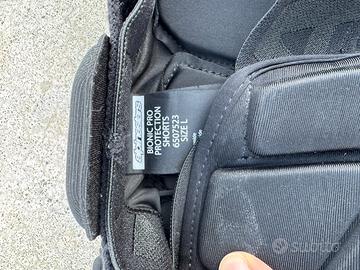 alpinestars
BIONIC PRO
PROTECTION
SHORTS
6507523
SIZE L
subito